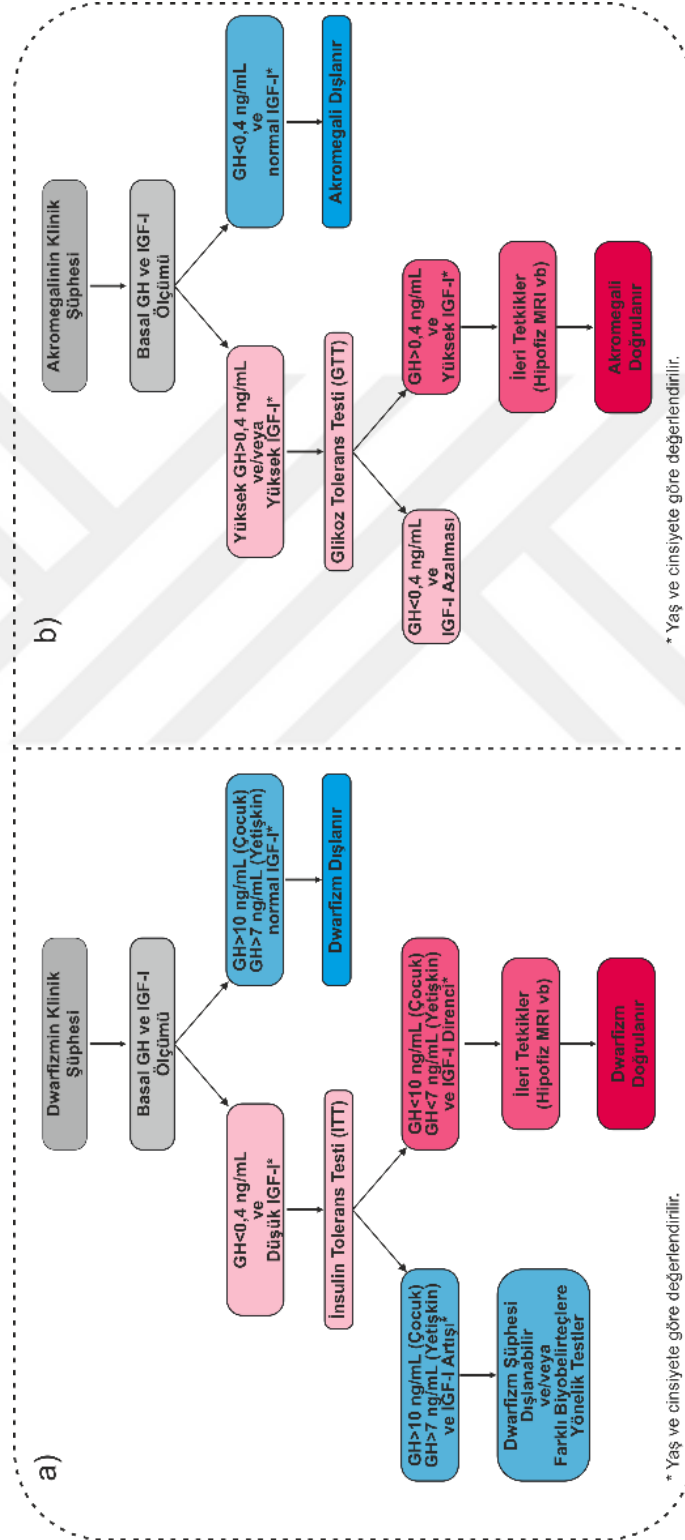 a)
Dwarfizmin Klinik
Şüphesi
Basal GH ve IGF-I
Ölçümü
GH<0,4 ng/mL
ve
Düşük IGF-I*
GH>10 ng/mL (Çocuk)
GH>7 ng/mL (Yetişkin)
normal IGF-I*
İnsulin Tolerans Testi (ITT)
Dwarfizm Dışlanır
GH>10 ng/mL (Çocuk)
GH>7 ng/mL (Yetişkin)
ve IGF-I Artışı*
GH<10 ng/mL (Çocuk)
GH<7 ng/mL (Yetişkin)
ve IGF-I Direnci*
Dwarfizm Şüphesi
Dışlanabilir
ve/veya
Farklı Biyobelirteçlere
Yönelik Testler
İleri Tetkikler
(Hipofiz MRI vb)
Dwarfizm
Doğrulanır
* Yaş ve cinsiyete göre değerlendirilir.
b)
Akromegalinin Klinik
Şüphesi
Basal GH ve IGF-I
Ölçümü
Yüksek GH>0,4 ng/mL
ve/veya
Yüksek IGF-I*
GH<0,4 ng/mL
ve
normal IGF-I*
Glikoz Tolerans Testi (GTT)
Akromegali Dışlanır
GH<0,4 ng/mL
ve
IGF-I Azalması
GH>0,4 ng/mL
ve
Yüksek IGF-I*
İleri Tetkikler
(Hipofiz MRI vb)
Akromegali
Doğrulanır
* Yaş ve cinsiyete göre değerlendirilir.